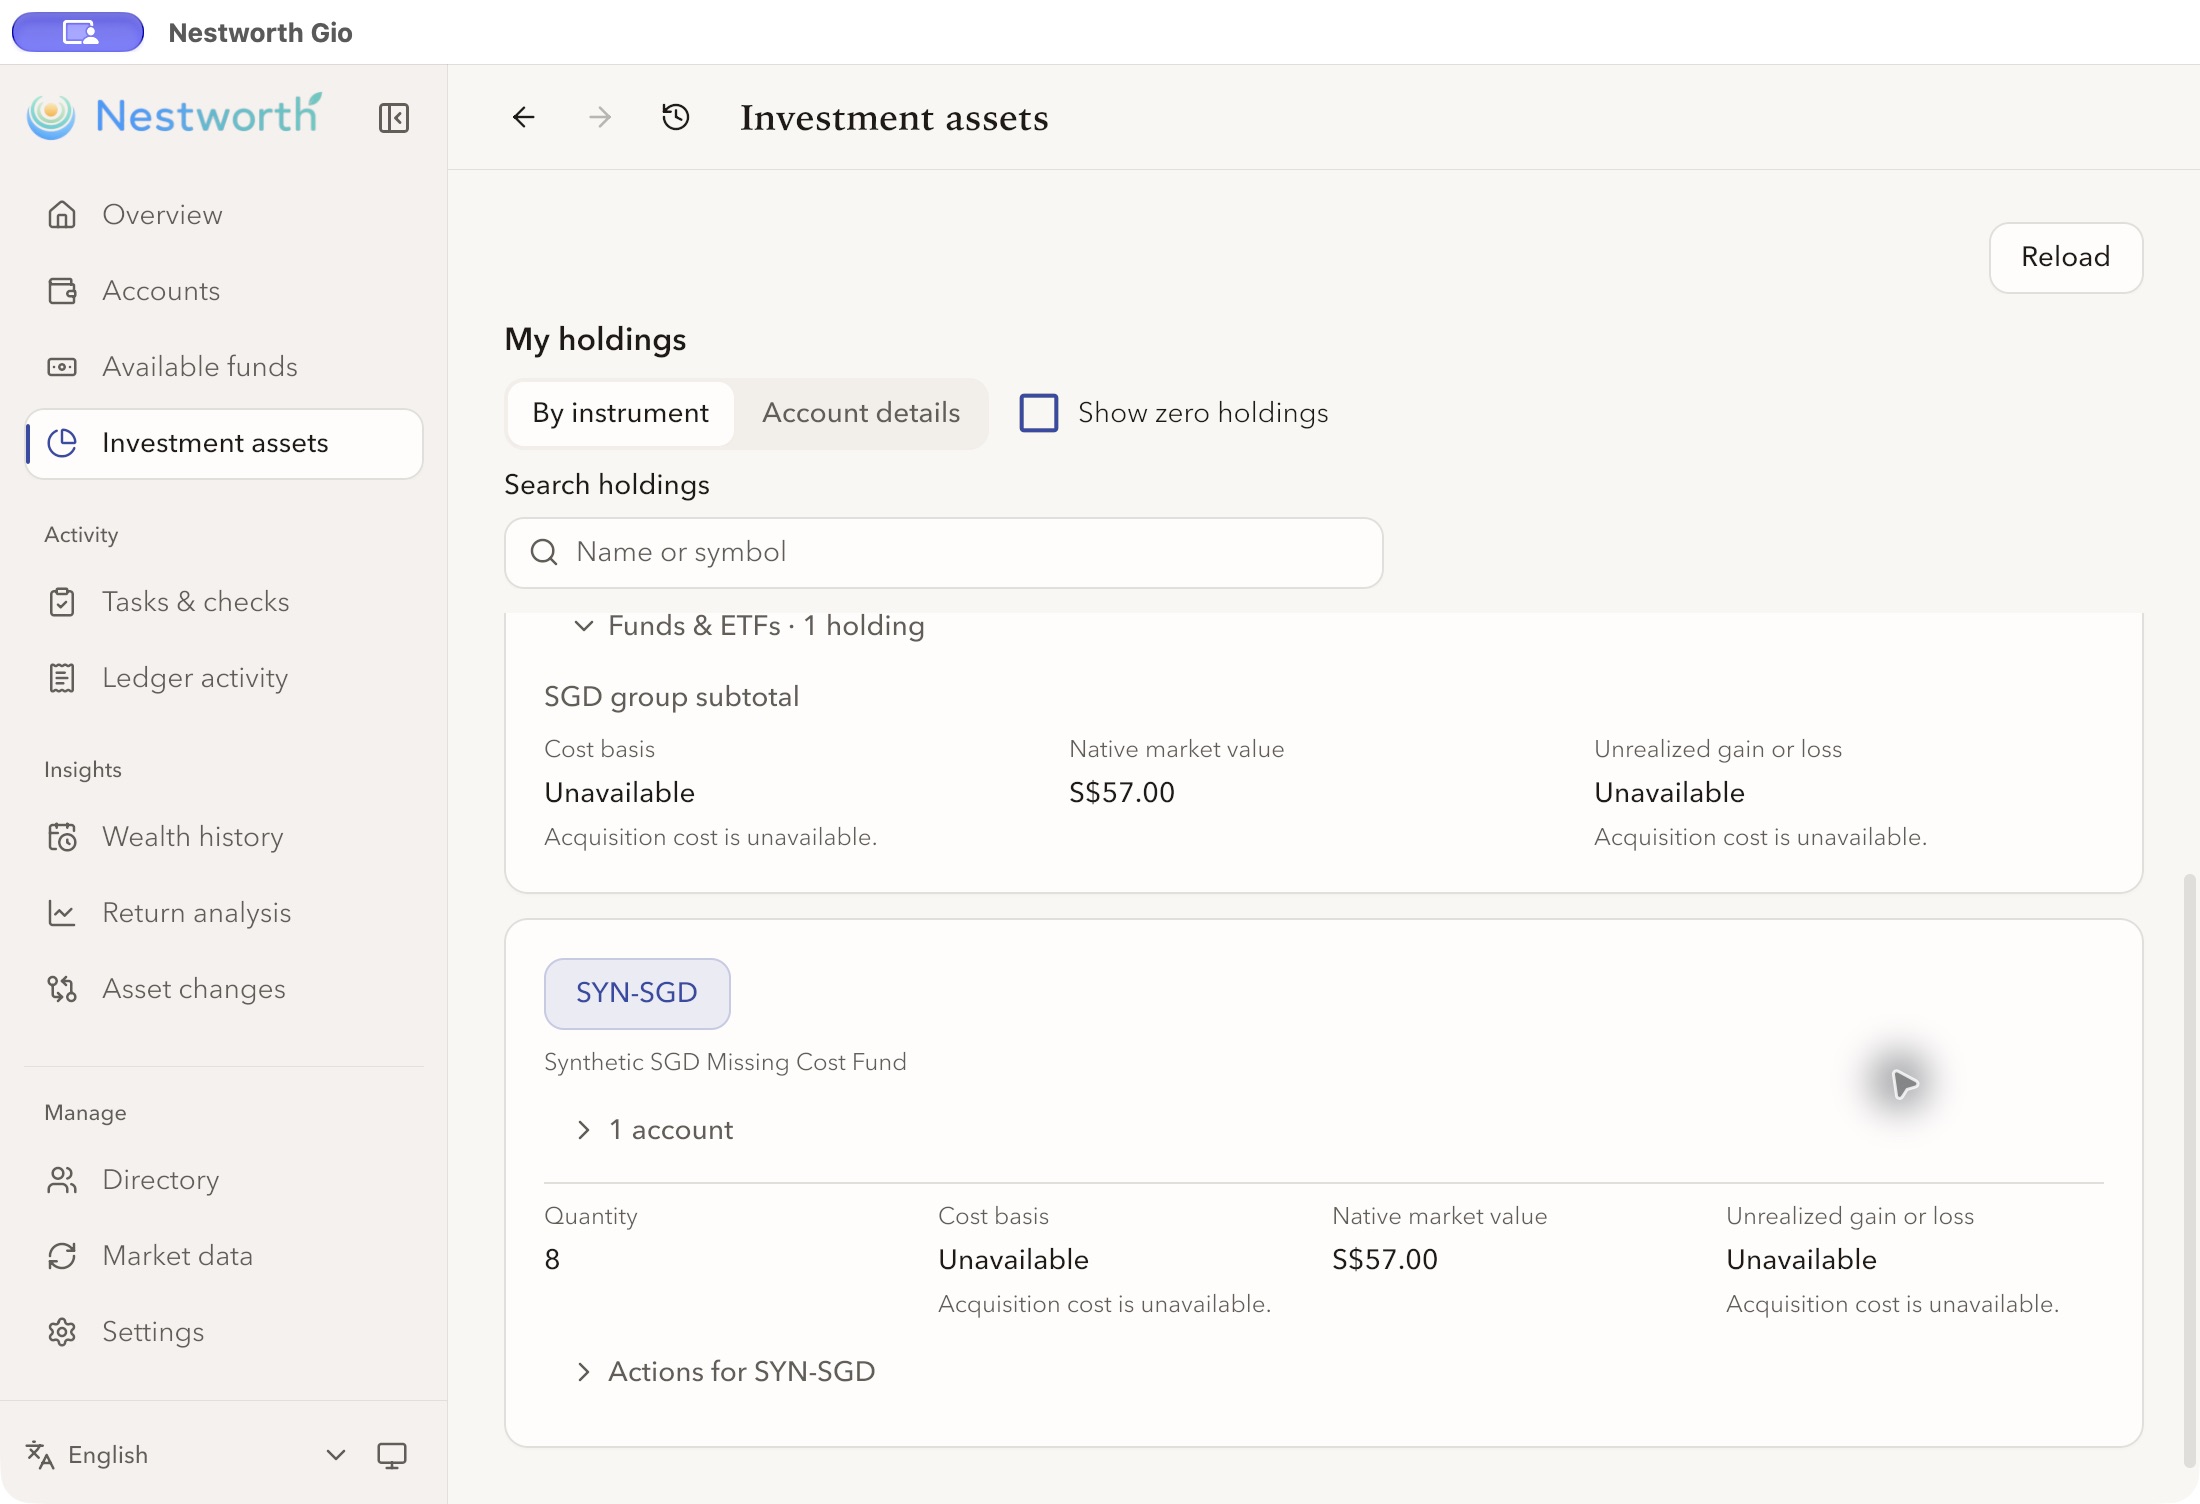 Nestworth Gio
Nestworth
Investment assets
Overview
Accounts
Available funds
Investment assets
Activity
Tasks & checks
Ledger activity
Insights
Wealth history
Return analysis
Asset changes
Manage
Directory
Market data
Settings
English
Reload
My holdings
By instrument
Account details
Show zero holdings
Search holdings
Name or symbol
Funds & ETFs · 1 holding
SGD group subtotal
Cost basis
Native market value
Unrealized gain or loss
Unavailable
S$57.00
Unavailable
Acquisition cost is unavailable.
Acquisition cost is unavailable.
SYN-SGD
Synthetic SGD Missing Cost Fund
1 account
Quantity
Cost basis
Native market value
Unrealized gain or loss
8
Unavailable
S$57.00
Unavailable
Acquisition cost is unavailable.
Acquisition cost is unavailable.
Actions for SYN-SGD